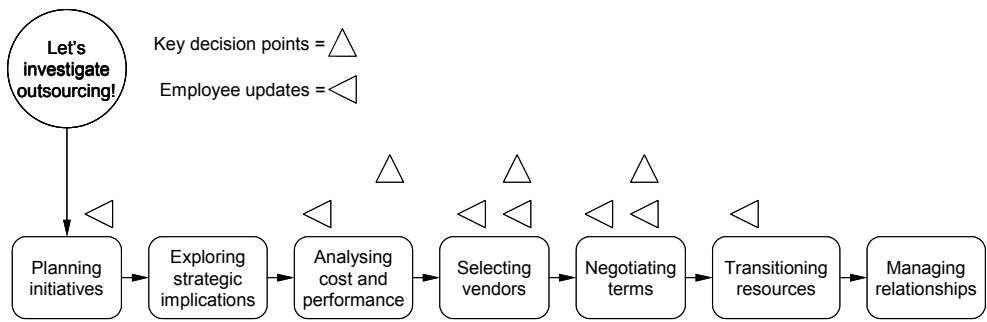 Let's
investigate
outsourcing!
Key decision points =
Employee updates =
Planning
initiatives
Exploring
strategic
implications
Analysing
cost and
performance
Selecting
vendors
Negotiating
terms
Transitioning
resources
Managing
relationships